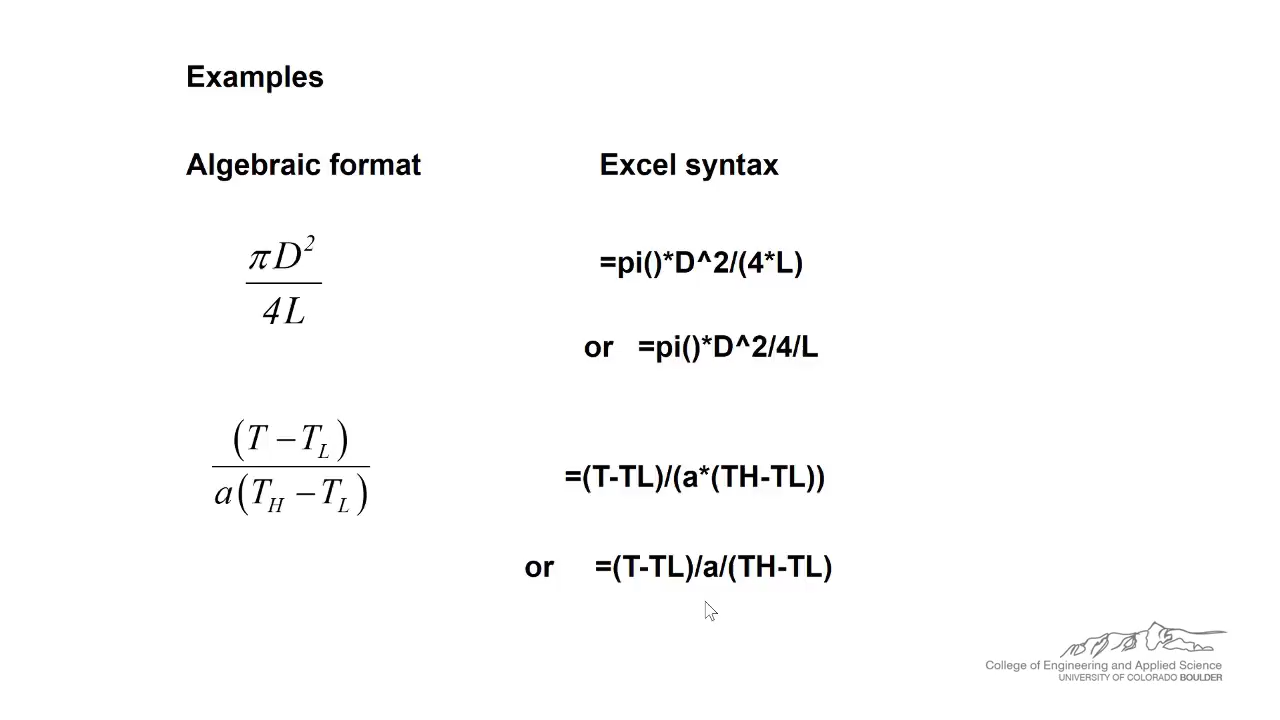 Examples
Algebraic format
Excel syntax
πD²
4L
=pi()*D^2/(4*L)
or =pi()*D^2/4/L
(T − T_L)
a(T_H − T_L)
=(T-TL)/(a*(TH-TL))
or =(T-TL)/a/(TH-TL)
College of Engineering and Applied Science
UNIVERSITY OF COLORADO BOULDER